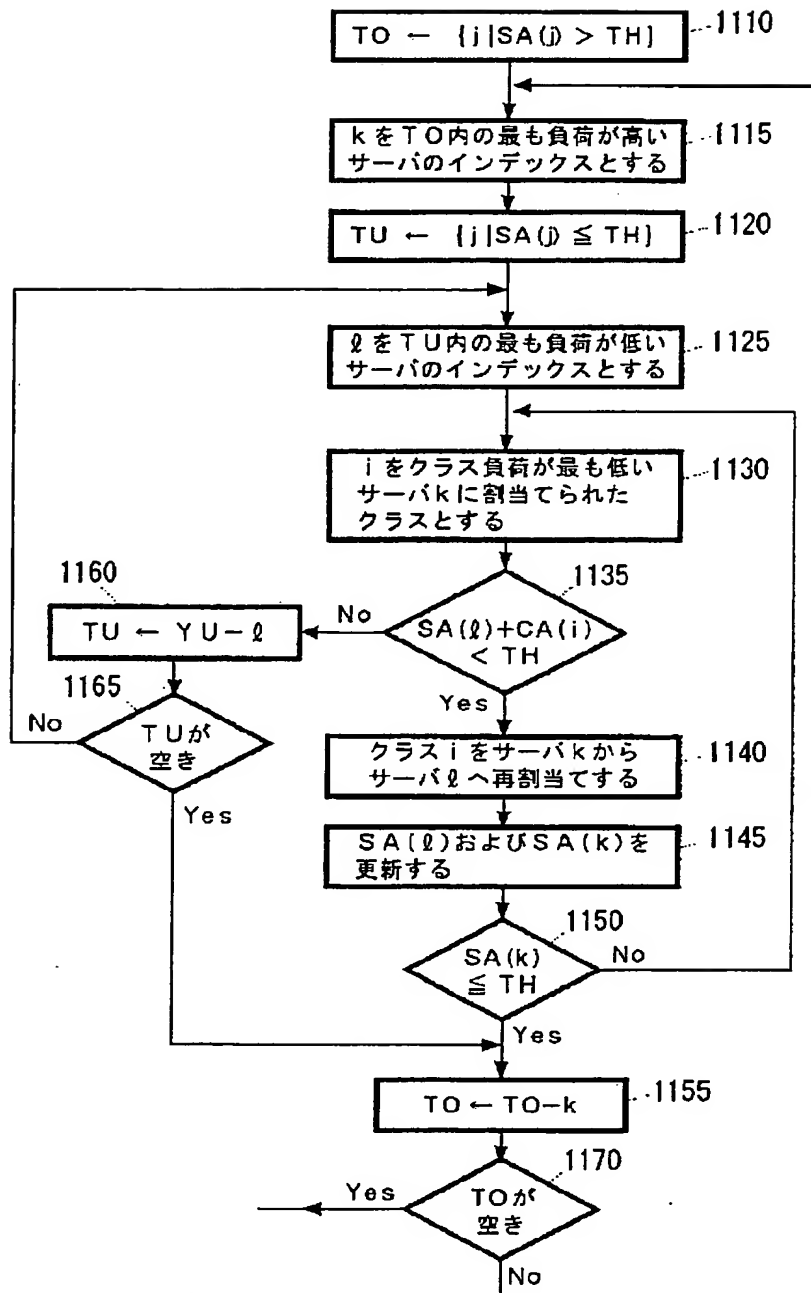 TO ← {j|SA(j) > TH]
1110
kをTO内の最も負荷が高い
サーバのインデックスとする
1115
TU ← {j|SA(j) ≦ TH]
1120
ℓをTU内の最も負荷が低い
サーバのインデックスとする
1125
iをクラス負荷が最も低い
サーバkに割当てられた
クラスとする
1130
1135
SA(ℓ)+CA(i)
< TH
No
Yes
1160
TU ← YU-ℓ
1165
TUが
空き
No
Yes
クラスiをサーバkから
サーバℓへ再割当てする
1140
SA(ℓ)およびSA(k)を
更新する
1145
1150
SA(k)
≦ TH
No
Yes
TO ← TO-k
1155
1170
TOが
空き
Yes
No